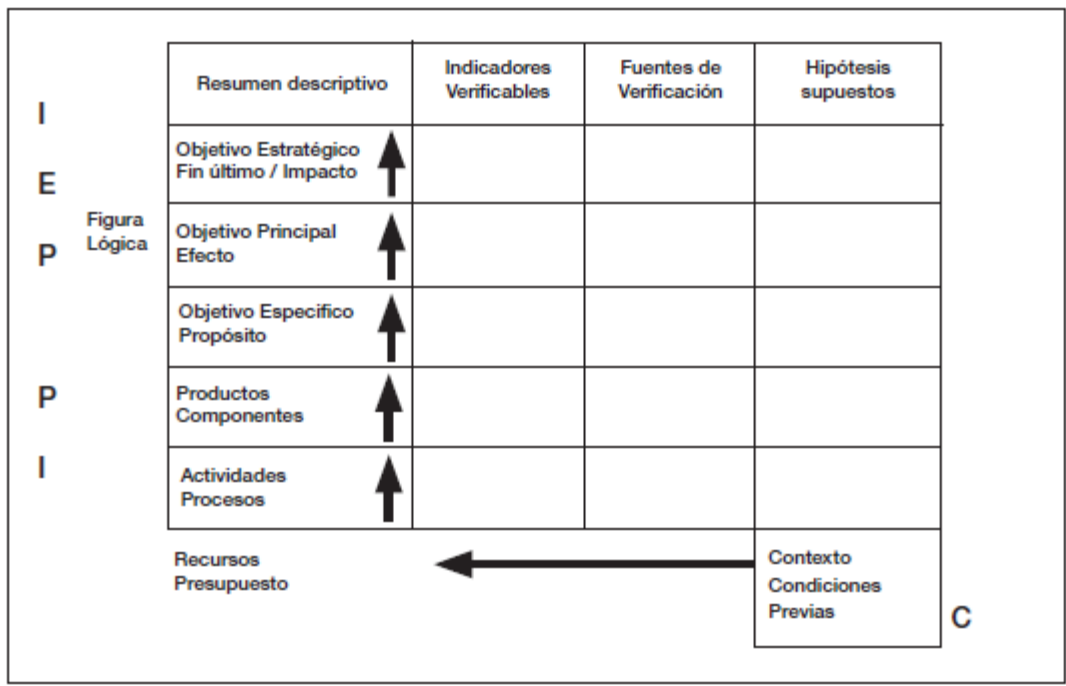 Resumen descriptivo
Indicadores
Verificables
Fuentes de
Verificación
Hipótesis
supuestos
I
E
P
P
I
Figura
Lógica
Objetivo Estratégico
Fin último / Impacto
Objetivo Principal
Efecto
Objetivo Especifico
Propósito
Productos
Componentes
Actividades
Procesos
Recursos
Presupuesto
Contexto
Condiciones
Previas
C